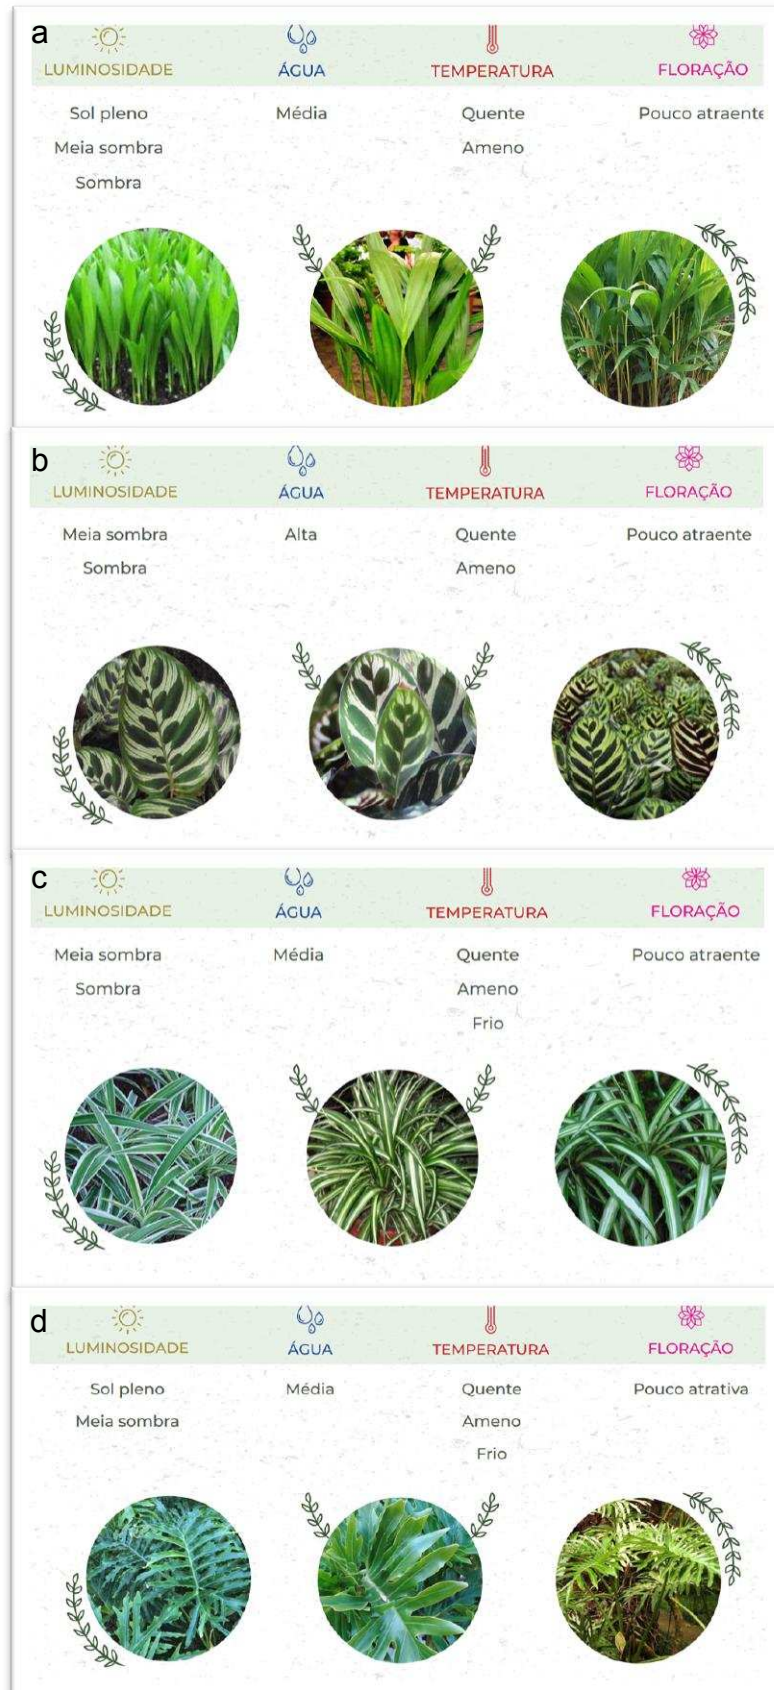 a
LUMINOSIDADE ÁGUA TEMPERATURA FLORAÇÃO
Sol pleno Média Quente Pouco atraente
Meia sombra Ameno
Sombra
b
LUMINOSIDADE ÁGUA TEMPERATURA FLORAÇÃO
Meia sombra Alta Quente Pouco atraente
Sombra Ameno
c
LUMINOSIDADE ÁGUA TEMPERATURA FLORAÇÃO
Meia sombra Média Quente Pouco atraente
Sombra Ameno
Frio
d
LUMINOSIDADE ÁGUA TEMPERATURA FLORAÇÃO
Sol pleno Média Quente Pouco atrativa
Meia sombra Ameno
Frio